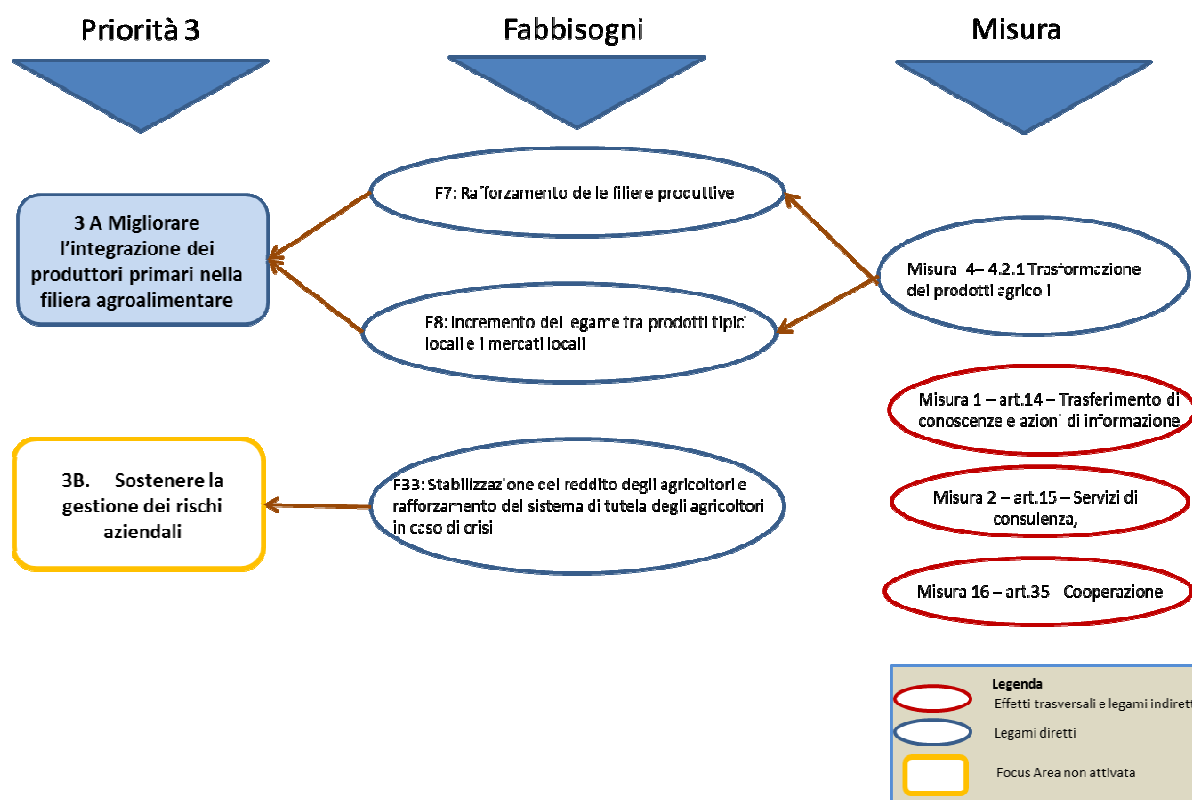 Priorità 3
Fabbisogni
Misura
3 A Migliorare
l'integrazione dei
produttori primari nella
filiera agroalimentare
F7: Rafforzamento delle filiere produttive
F8: Incremento del legame tra prodotti tipici
locali e i mercati locali
Misura 4– 4.2.1 Trasformazione
dei prodotti agricoli
Misura 1 – art.14 – Trasferimento di
conoscenze e azioni di informazione
3B. Sostenere la
gestione dei rischi
aziendali
F33: Stabilizzazione del reddito degli agricoltori e
rafforzamento del sistema di tutela degli agricoltori
in caso di crisi
Misura 2 – art.15 – Servizi di
consulenza,
Misura 16 – art.35 Cooperazione
Legenda
Effetti trasversali e legami indirett
Legami diretti
Focus Area non attivata